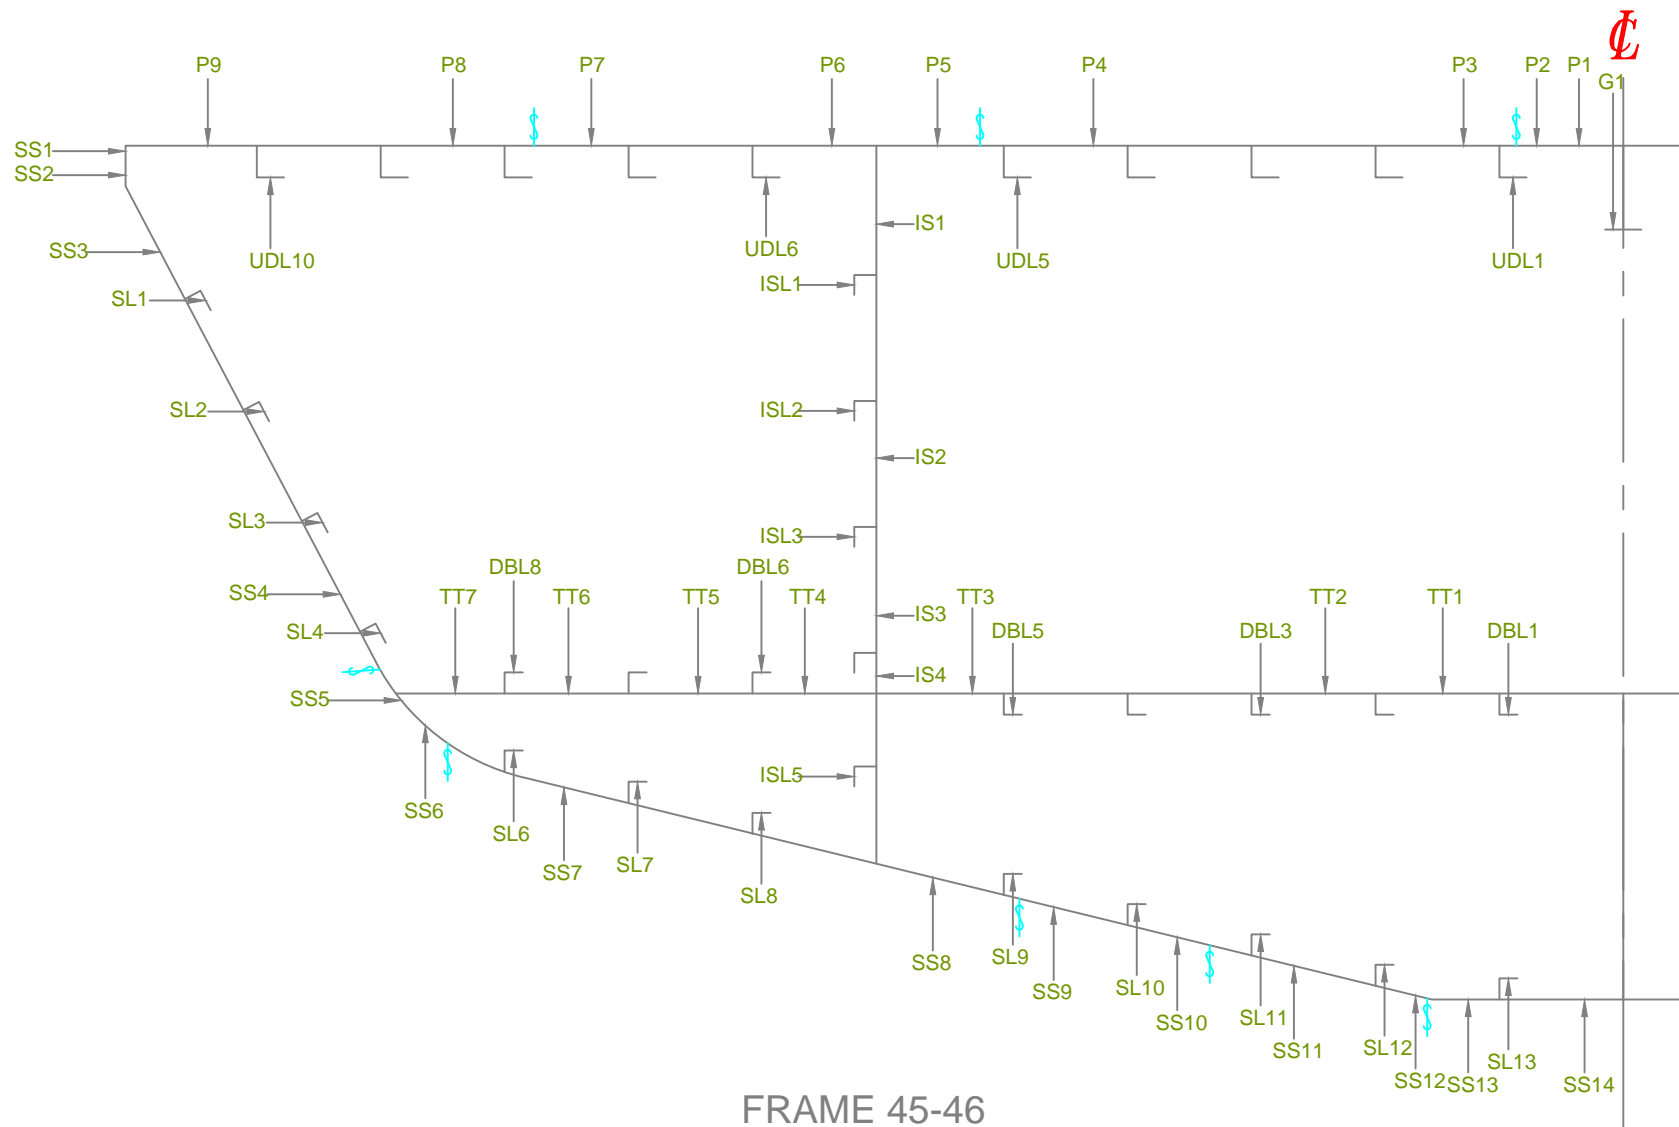 ℄
P9 P8 P7 P6 P5 P4 P3 P2 P1
G1
SS1
SS2
IS1
SS3 UDL10 UDL6 UDL5 UDL1
ISL1
SL1
SL2 ISL2
IS2
SL3 ISL3
DBL8 DBL6
SS4 TT7 TT6 TT5 TT4 TT3 TT2 TT1
IS3
SL4 DBL5 DBL3 DBL1
IS4
SS5
ISL5
SS6
SL6
SS7 SL7
SL8
SS8 SL9
SS9 SL10
SS10 SL11
SS11 SL12 SL13
SS12 SS13 SS14
FRAME 45-46